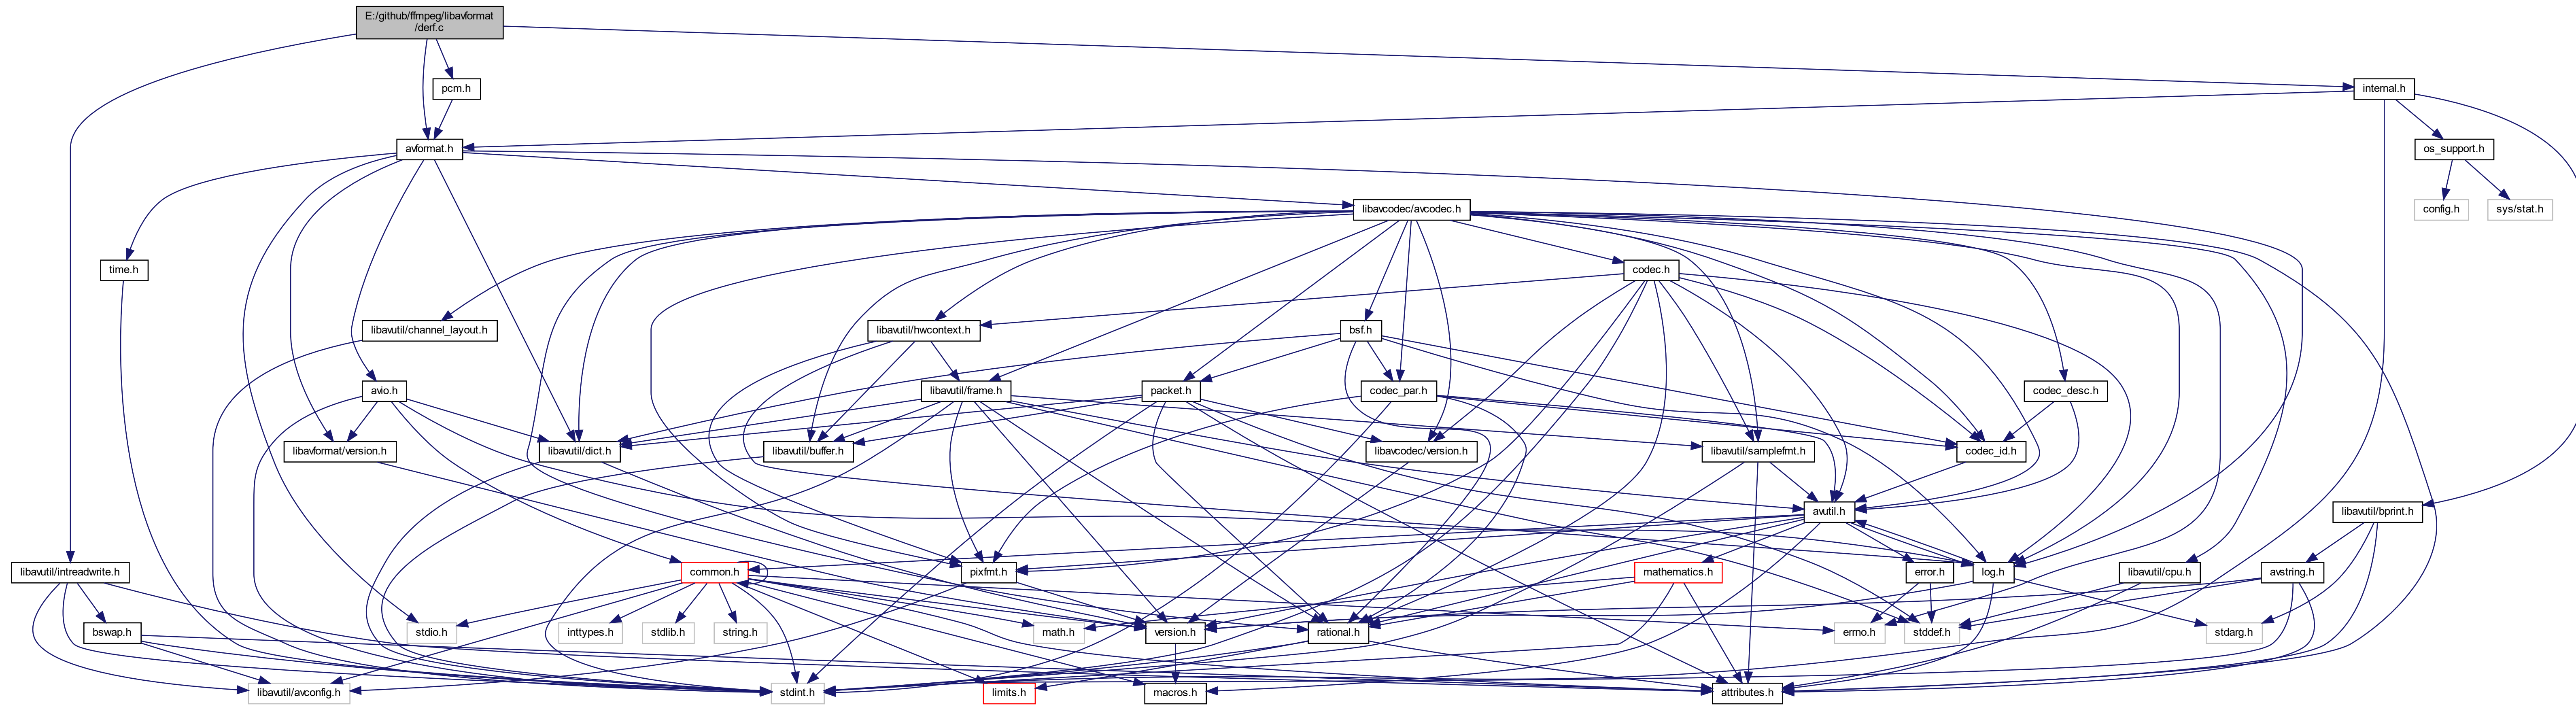 E:/github/ffmpeg/libavformat
/derf.c
pcm.h
internal.h
avformat.h
os_support.h
libavcodec/avcodec.h
config.h
sys/stat.h
time.h
codec.h
libavutil/channel_layout.h
libavutil/hwcontext.h
bsf.h
avio.h
libavutil/frame.h
packet.h
codec_par.h
codec_desc.h
libavformat/version.h
libavutil/dict.h
libavutil/buffer.h
libavcodec/version.h
libavutil/samplefmt.h
codec_id.h
avutil.h
libavutil/bprint.h
libavutil/intreadwrite.h
common.h
pixfmt.h
mathematics.h
error.h
log.h
libavutil/cpu.h
avstring.h
bswap.h
stdio.h
inttypes.h
stdlib.h
string.h
math.h
version.h
rational.h
errno.h
stddef.h
stdarg.h
libavutil/avconfig.h
stdint.h
limits.h
macros.h
attributes.h